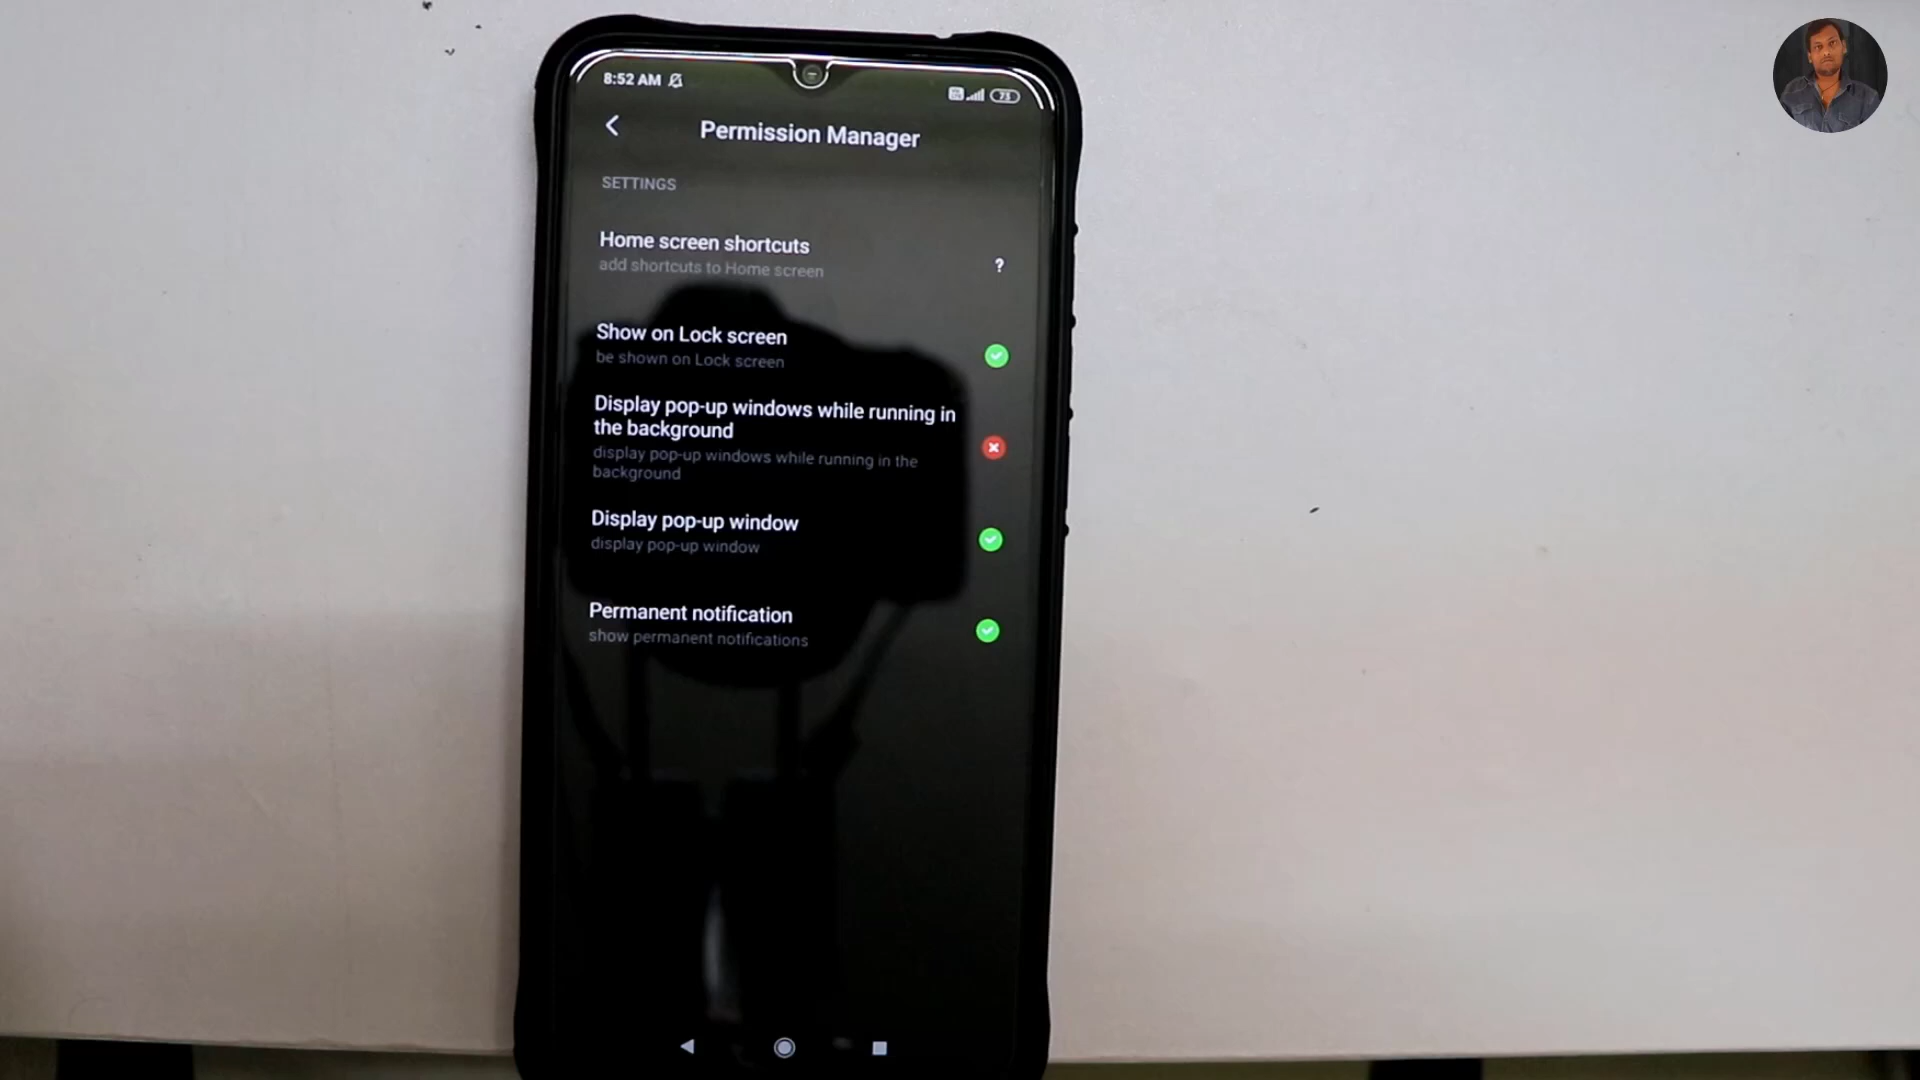 8:52 AM
73
Permission Manager
SETTINGS
Home screen shortcuts
add shortcuts to Home screen
?
Show on Lock screen
be shown on Lock screen
Display pop-up windows while running in
the background
display pop-up windows while running in the
background
Display pop-up window
display pop-up window
Permanent notification
show permanent notifications